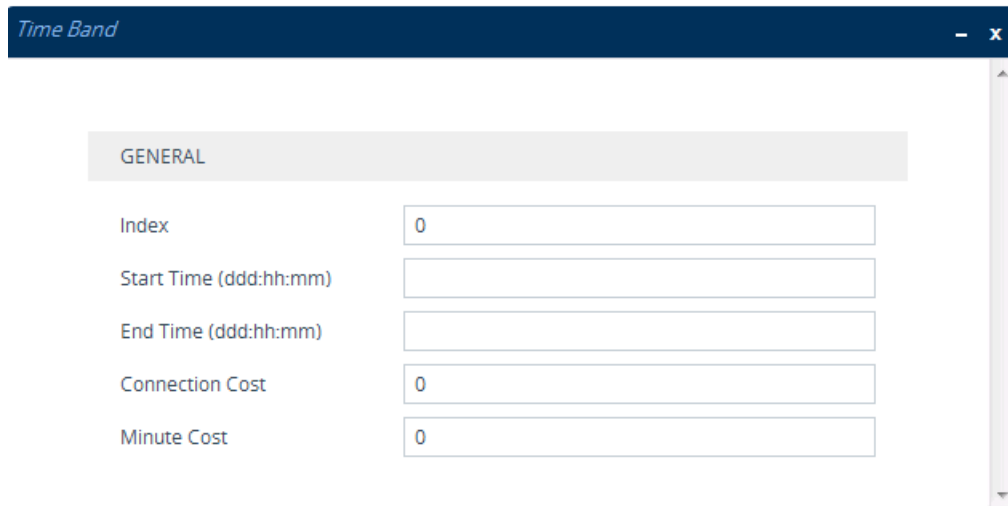 Time Band
– x
GENERAL
Index 0
Start Time (ddd:hh:mm)
End Time (ddd:hh:mm)
Connection Cost 0
Minute Cost 0